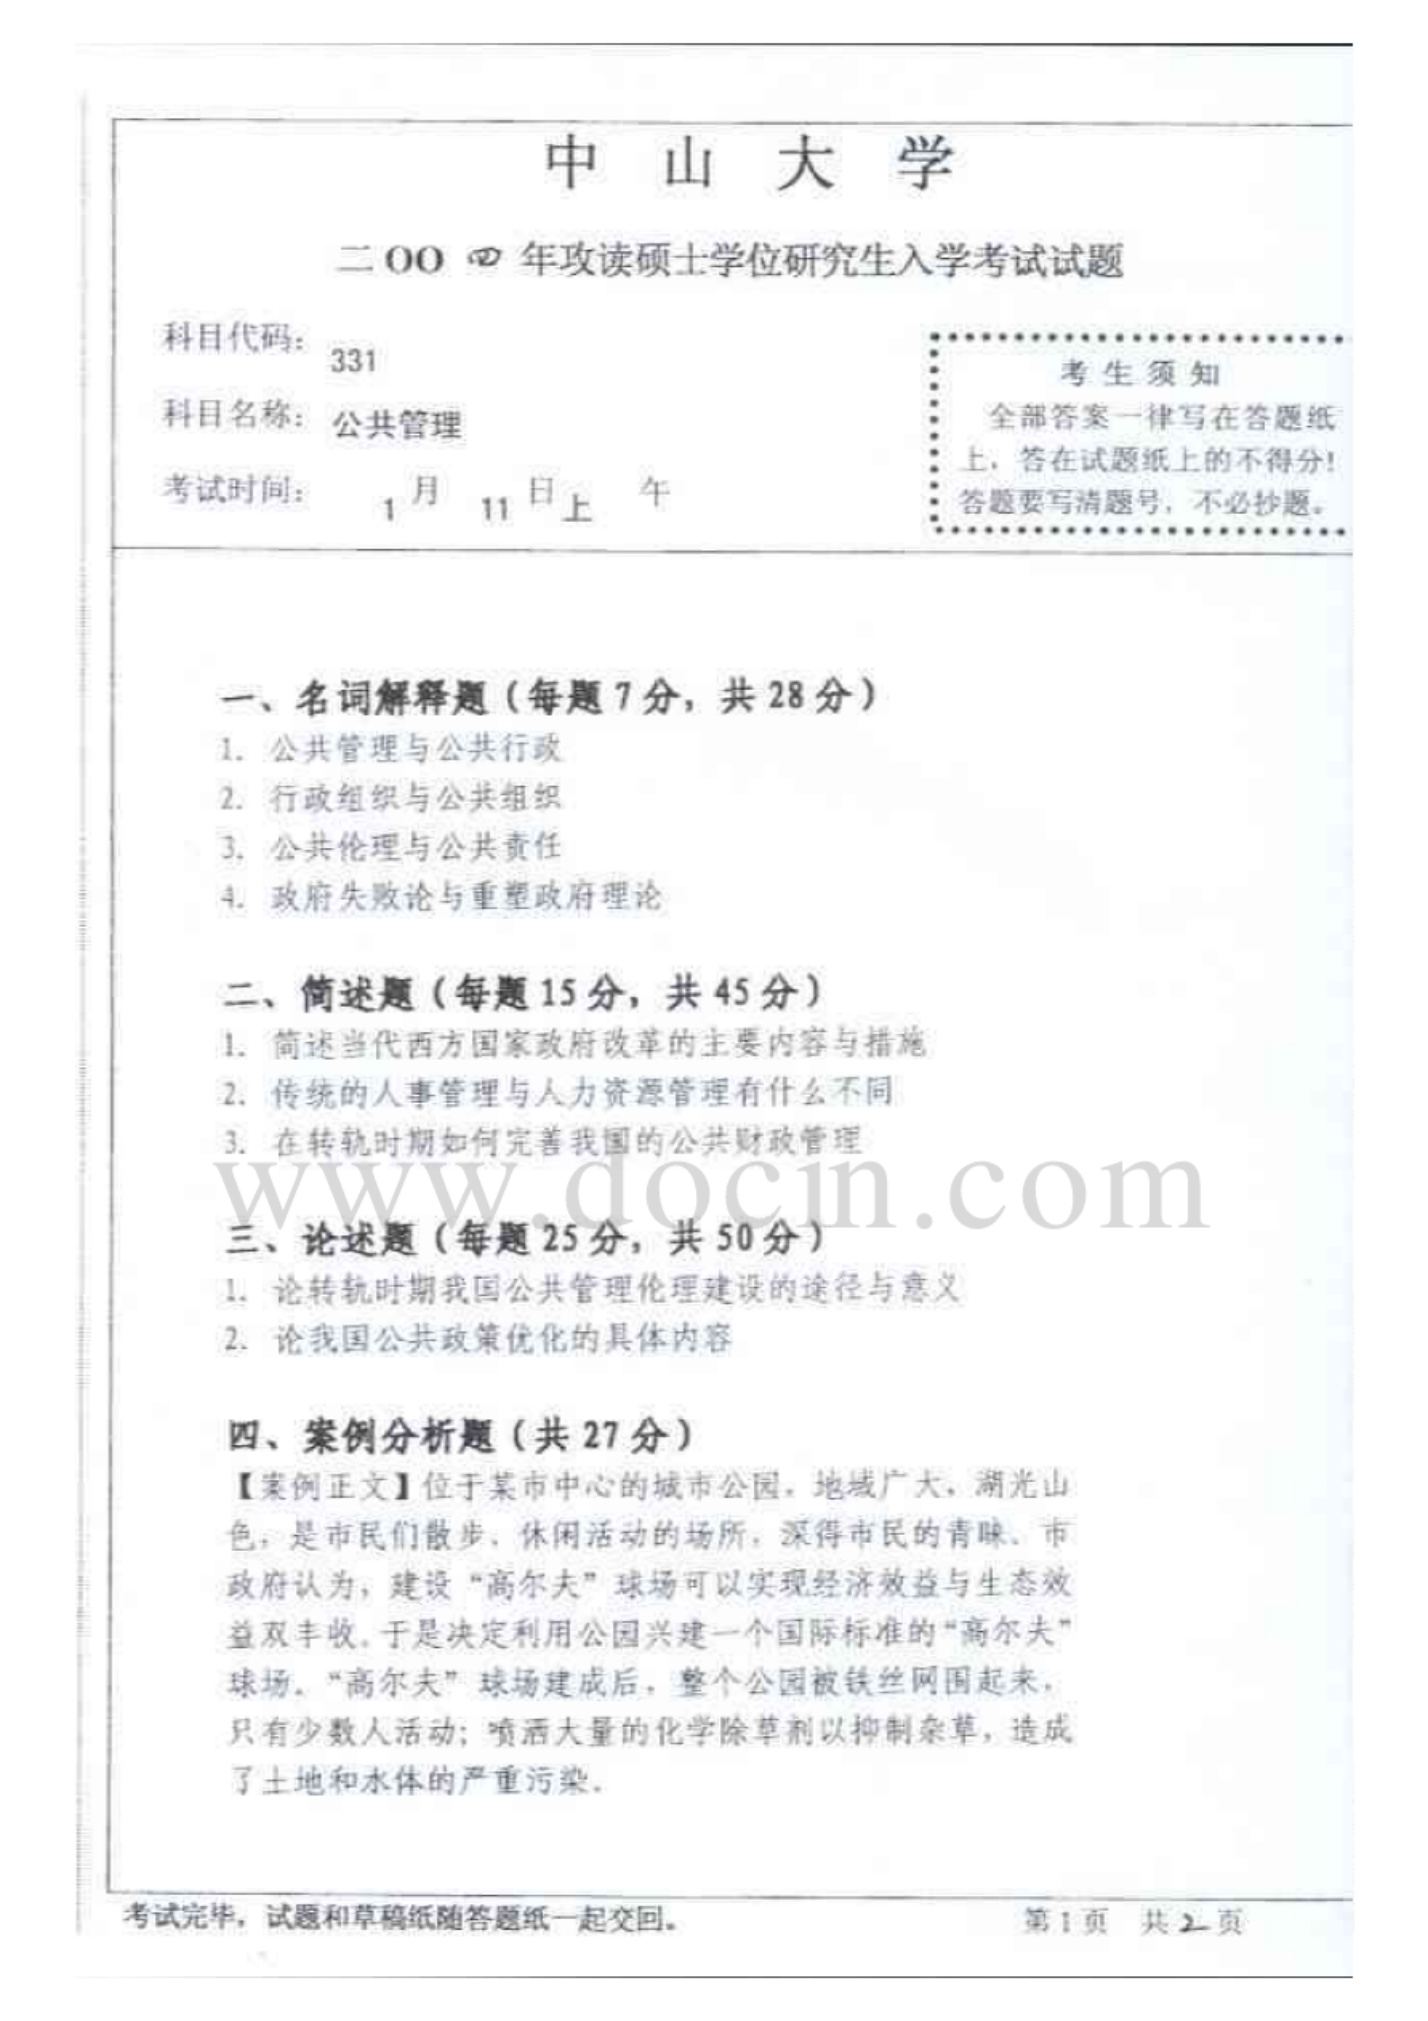 中 山 大 学
二OO四年攻读硕士学位研究生入学考试试题
科目代码： 331
科目名称： 公共管理
考试时间： 1 月 11 日 上 午
考 生 须 知
全部答案一律写在答题纸
上，答在试题纸上的不得分！
答题要写清题号，不必抄题。
一、名词解释题（每题7分，共28分）
1. 公共管理与公共行政
2. 行政组织与公共组织
3. 公共伦理与公共责任
4. 政府失败论与重塑政府理论
二、简述题（每题15分，共45分）
1. 简述当代西方国家政府改革的主要内容与措施
2. 传统的人事管理与人力资源管理有什么不同
3. 在转轨时期如何完善我国的公共财政管理
www.docin.com
三、论述题（每题25分，共50分）
1. 论转轨时期我国公共管理伦理建设的途径与意义
2. 论我国公共政策优化的具体内容
四、案例分析题（共27分）
【案例正文】位于某市中心的城市公园，地域广大，湖光山
色，是市民们散步、休闲活动的场所，深得市民的青睐。市
政府认为，建设“高尔夫”球场可以实现经济效益与生态效
益双丰收，于是决定利用公园兴建一个国际标准的“高尔夫”
球场。“高尔夫”球场建成后，整个公园被铁丝网围起来，
只有少数人活动；喷洒大量的化学除草剂以抑制杂草，造成
了土地和水体的严重污染。
考试完毕，试题和草稿纸随答题纸一起交回。
第1页 共2页